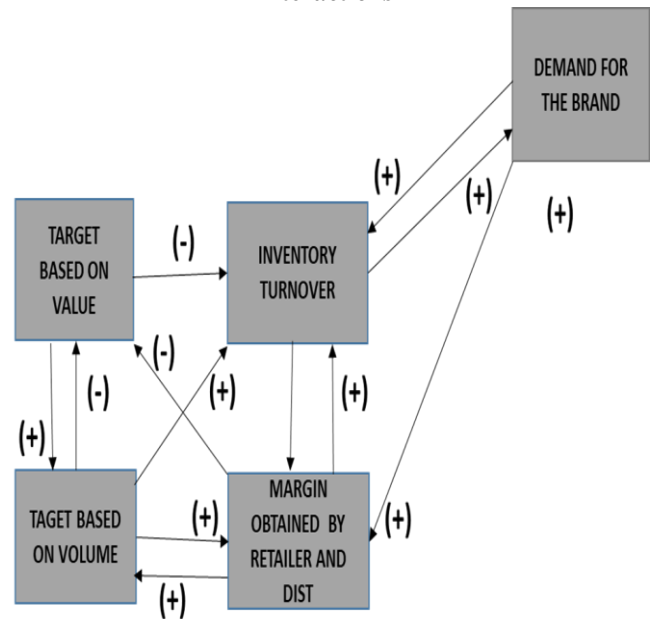 DEMAND FOR
THE BRAND
(+)
(+)
(+)
TARGET
BASED ON
VALUE
(-)
INVENTORY
TURNOVER
(-)
(-)
(+)
(+)
(+)
TAGET BASED
ON VOLUME
(+)
MARGIN
OBTAINED BY
RETAILER AND
DIST
(+)
(+)